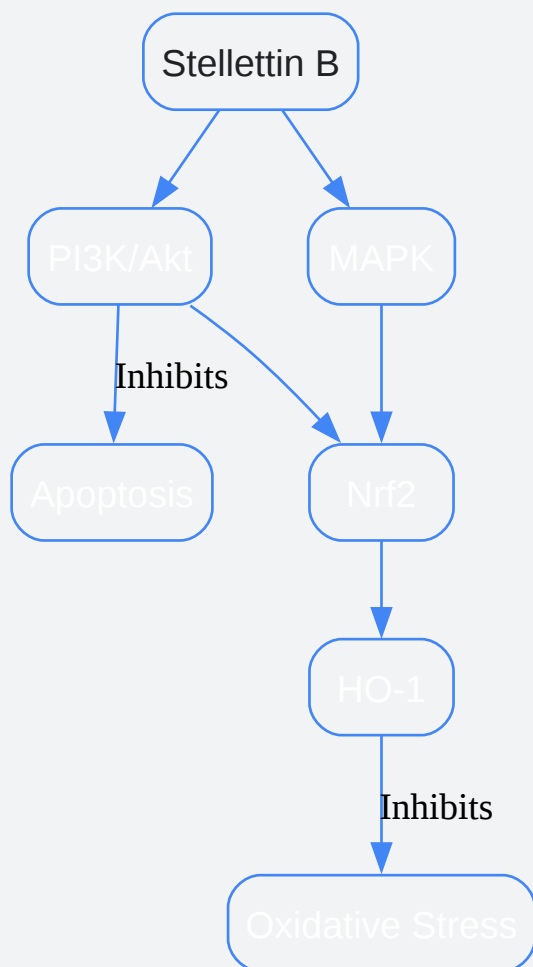 Stellettin B
PI3K/Akt
MAPK
Inhibits
Apoptosis
Nrf2
HO-1
Inhibits
Oxidative Stress